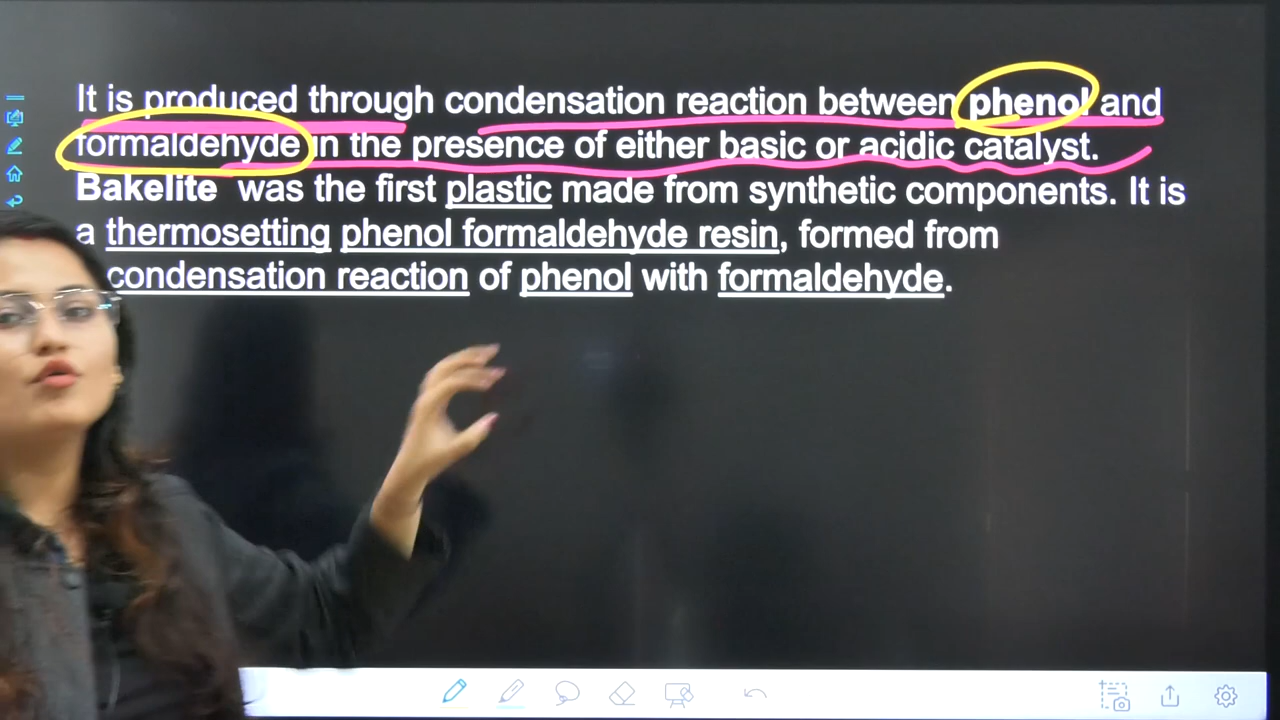 It is produced through condensation reaction between phenol and
formaldehyde in the presence of either basic or acidic catalyst.
Bakelite was the first plastic made from synthetic components. It is
a thermosetting phenol formaldehyde resin, formed from
condensation reaction of phenol with formaldehyde.